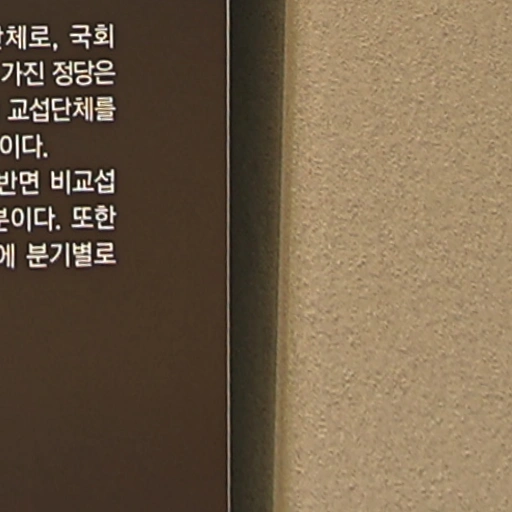 체로, 국회
가진 정당은
교섭단체를
이다.
반면 비교섭
분이다. 또한
에 분기별로